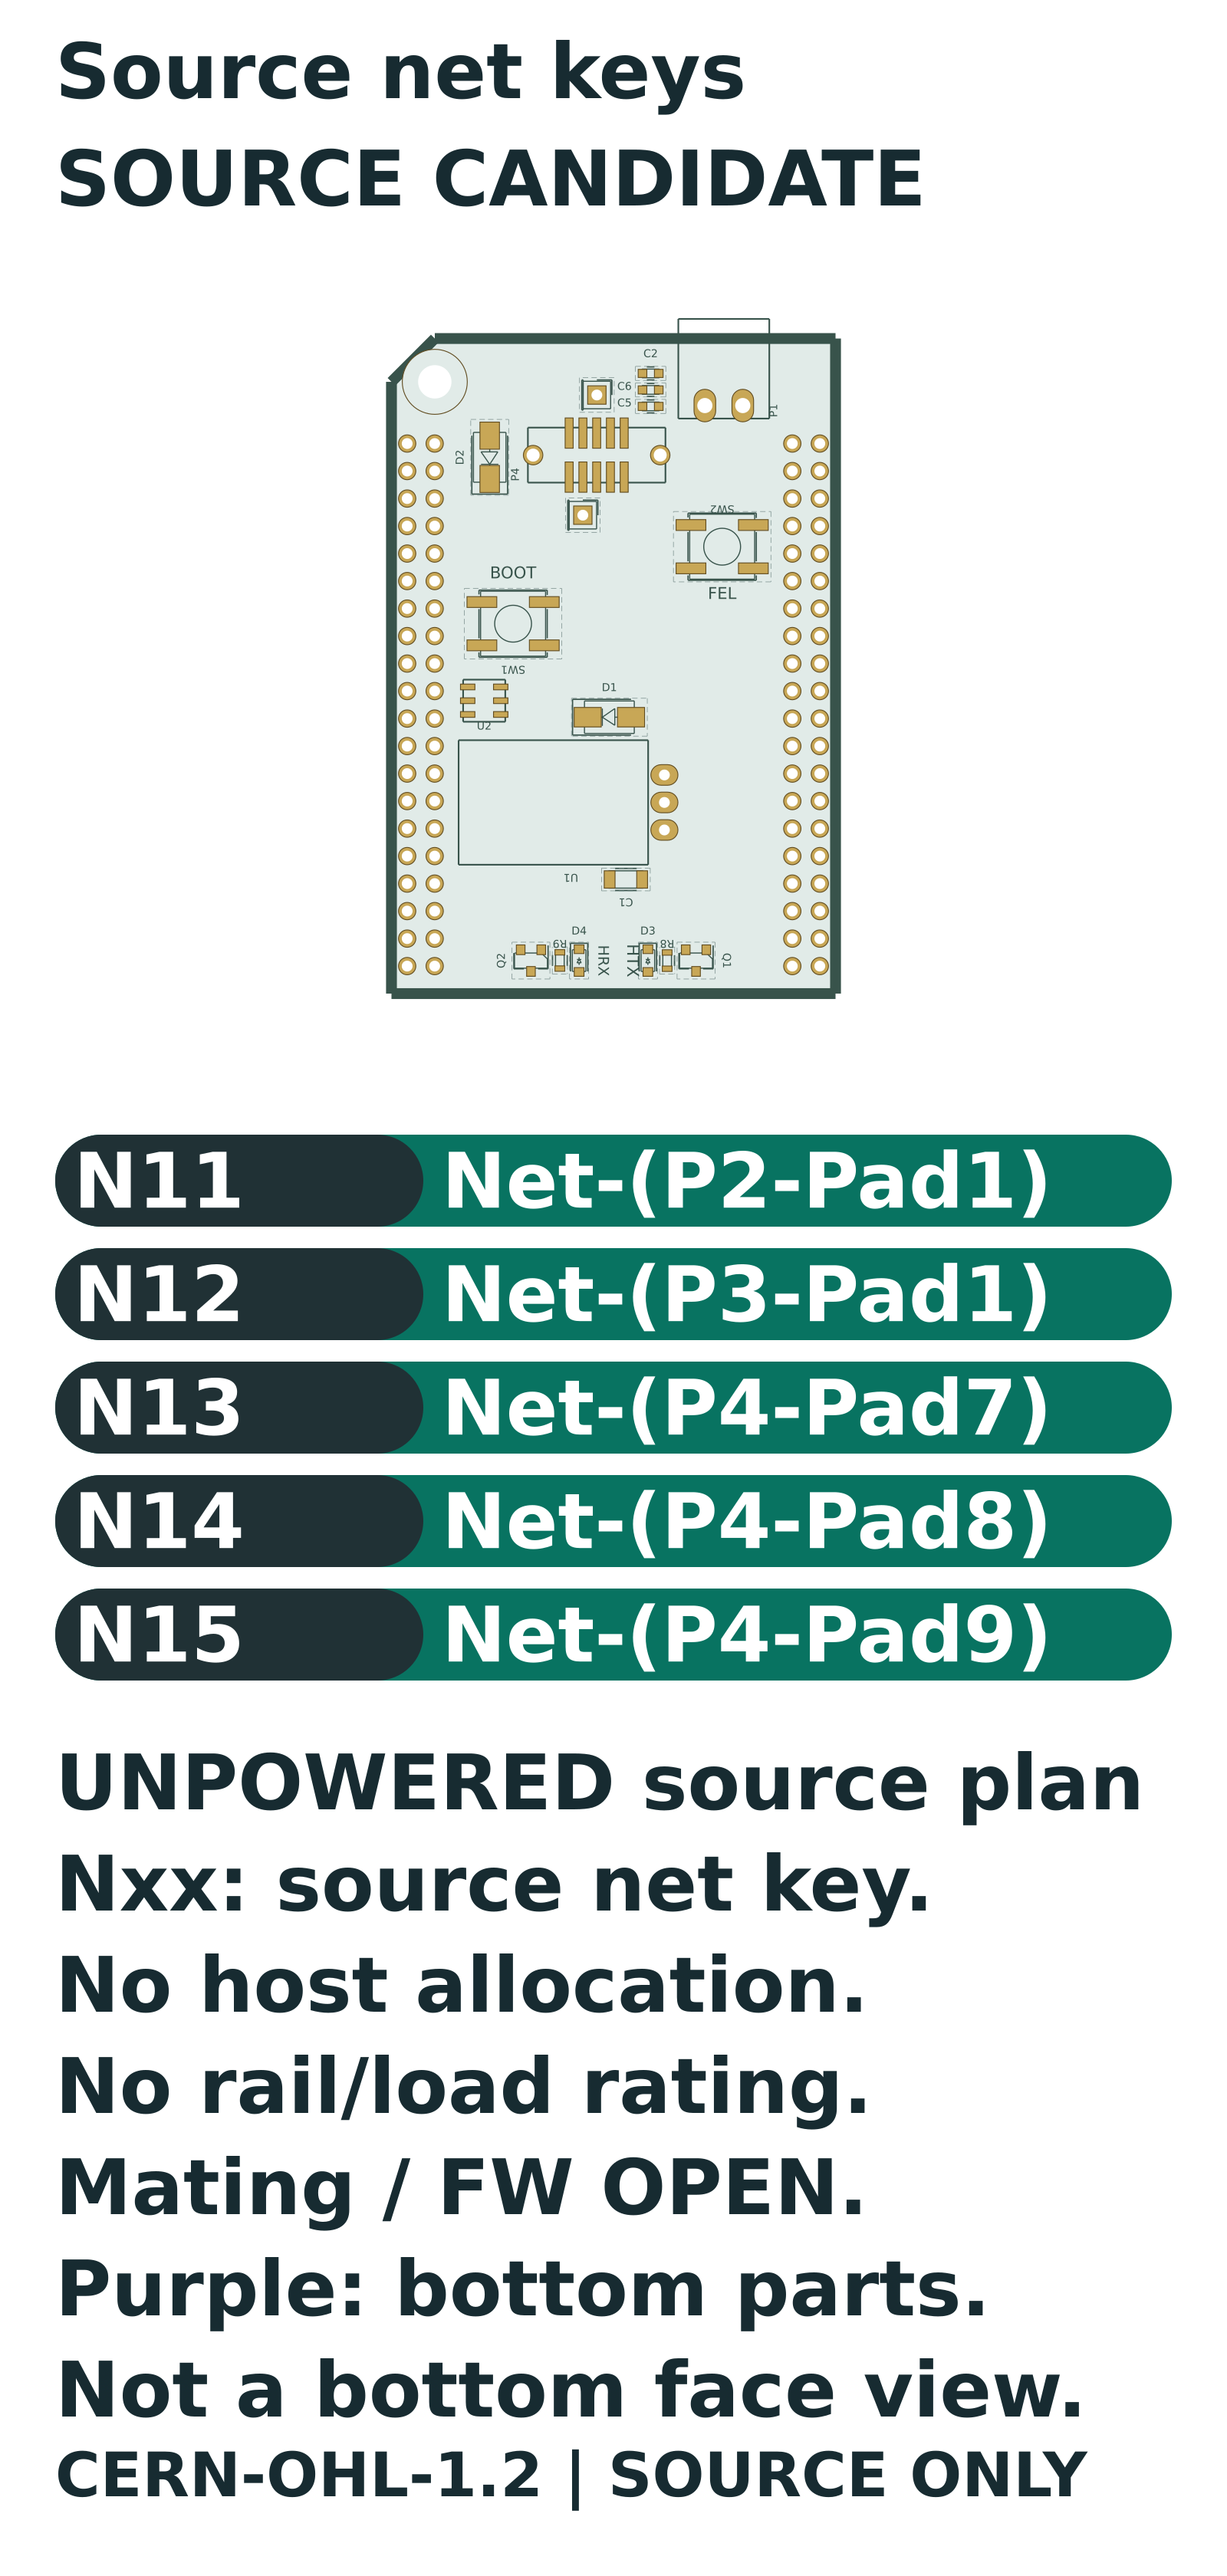 Source net keys
SOURCE CANDIDATE
C2
C6
C5
P1
D2
P4
SW2
BOOT
FEL
SW1
D1
U2
U1
C1
D4
D3
Q2
R9
HRX
HTX
R8
Q1
N11 Net-(P2-Pad1)
N12 Net-(P3-Pad1)
N13 Net-(P4-Pad7)
N14 Net-(P4-Pad8)
N15 Net-(P4-Pad9)
UNPOWERED source plan
Nxx: source net key.
No host allocation.
No rail/load rating.
Mating / FW OPEN.
Purple: bottom parts.
Not a bottom face view.
CERN-OHL-1.2 | SOURCE ONLY